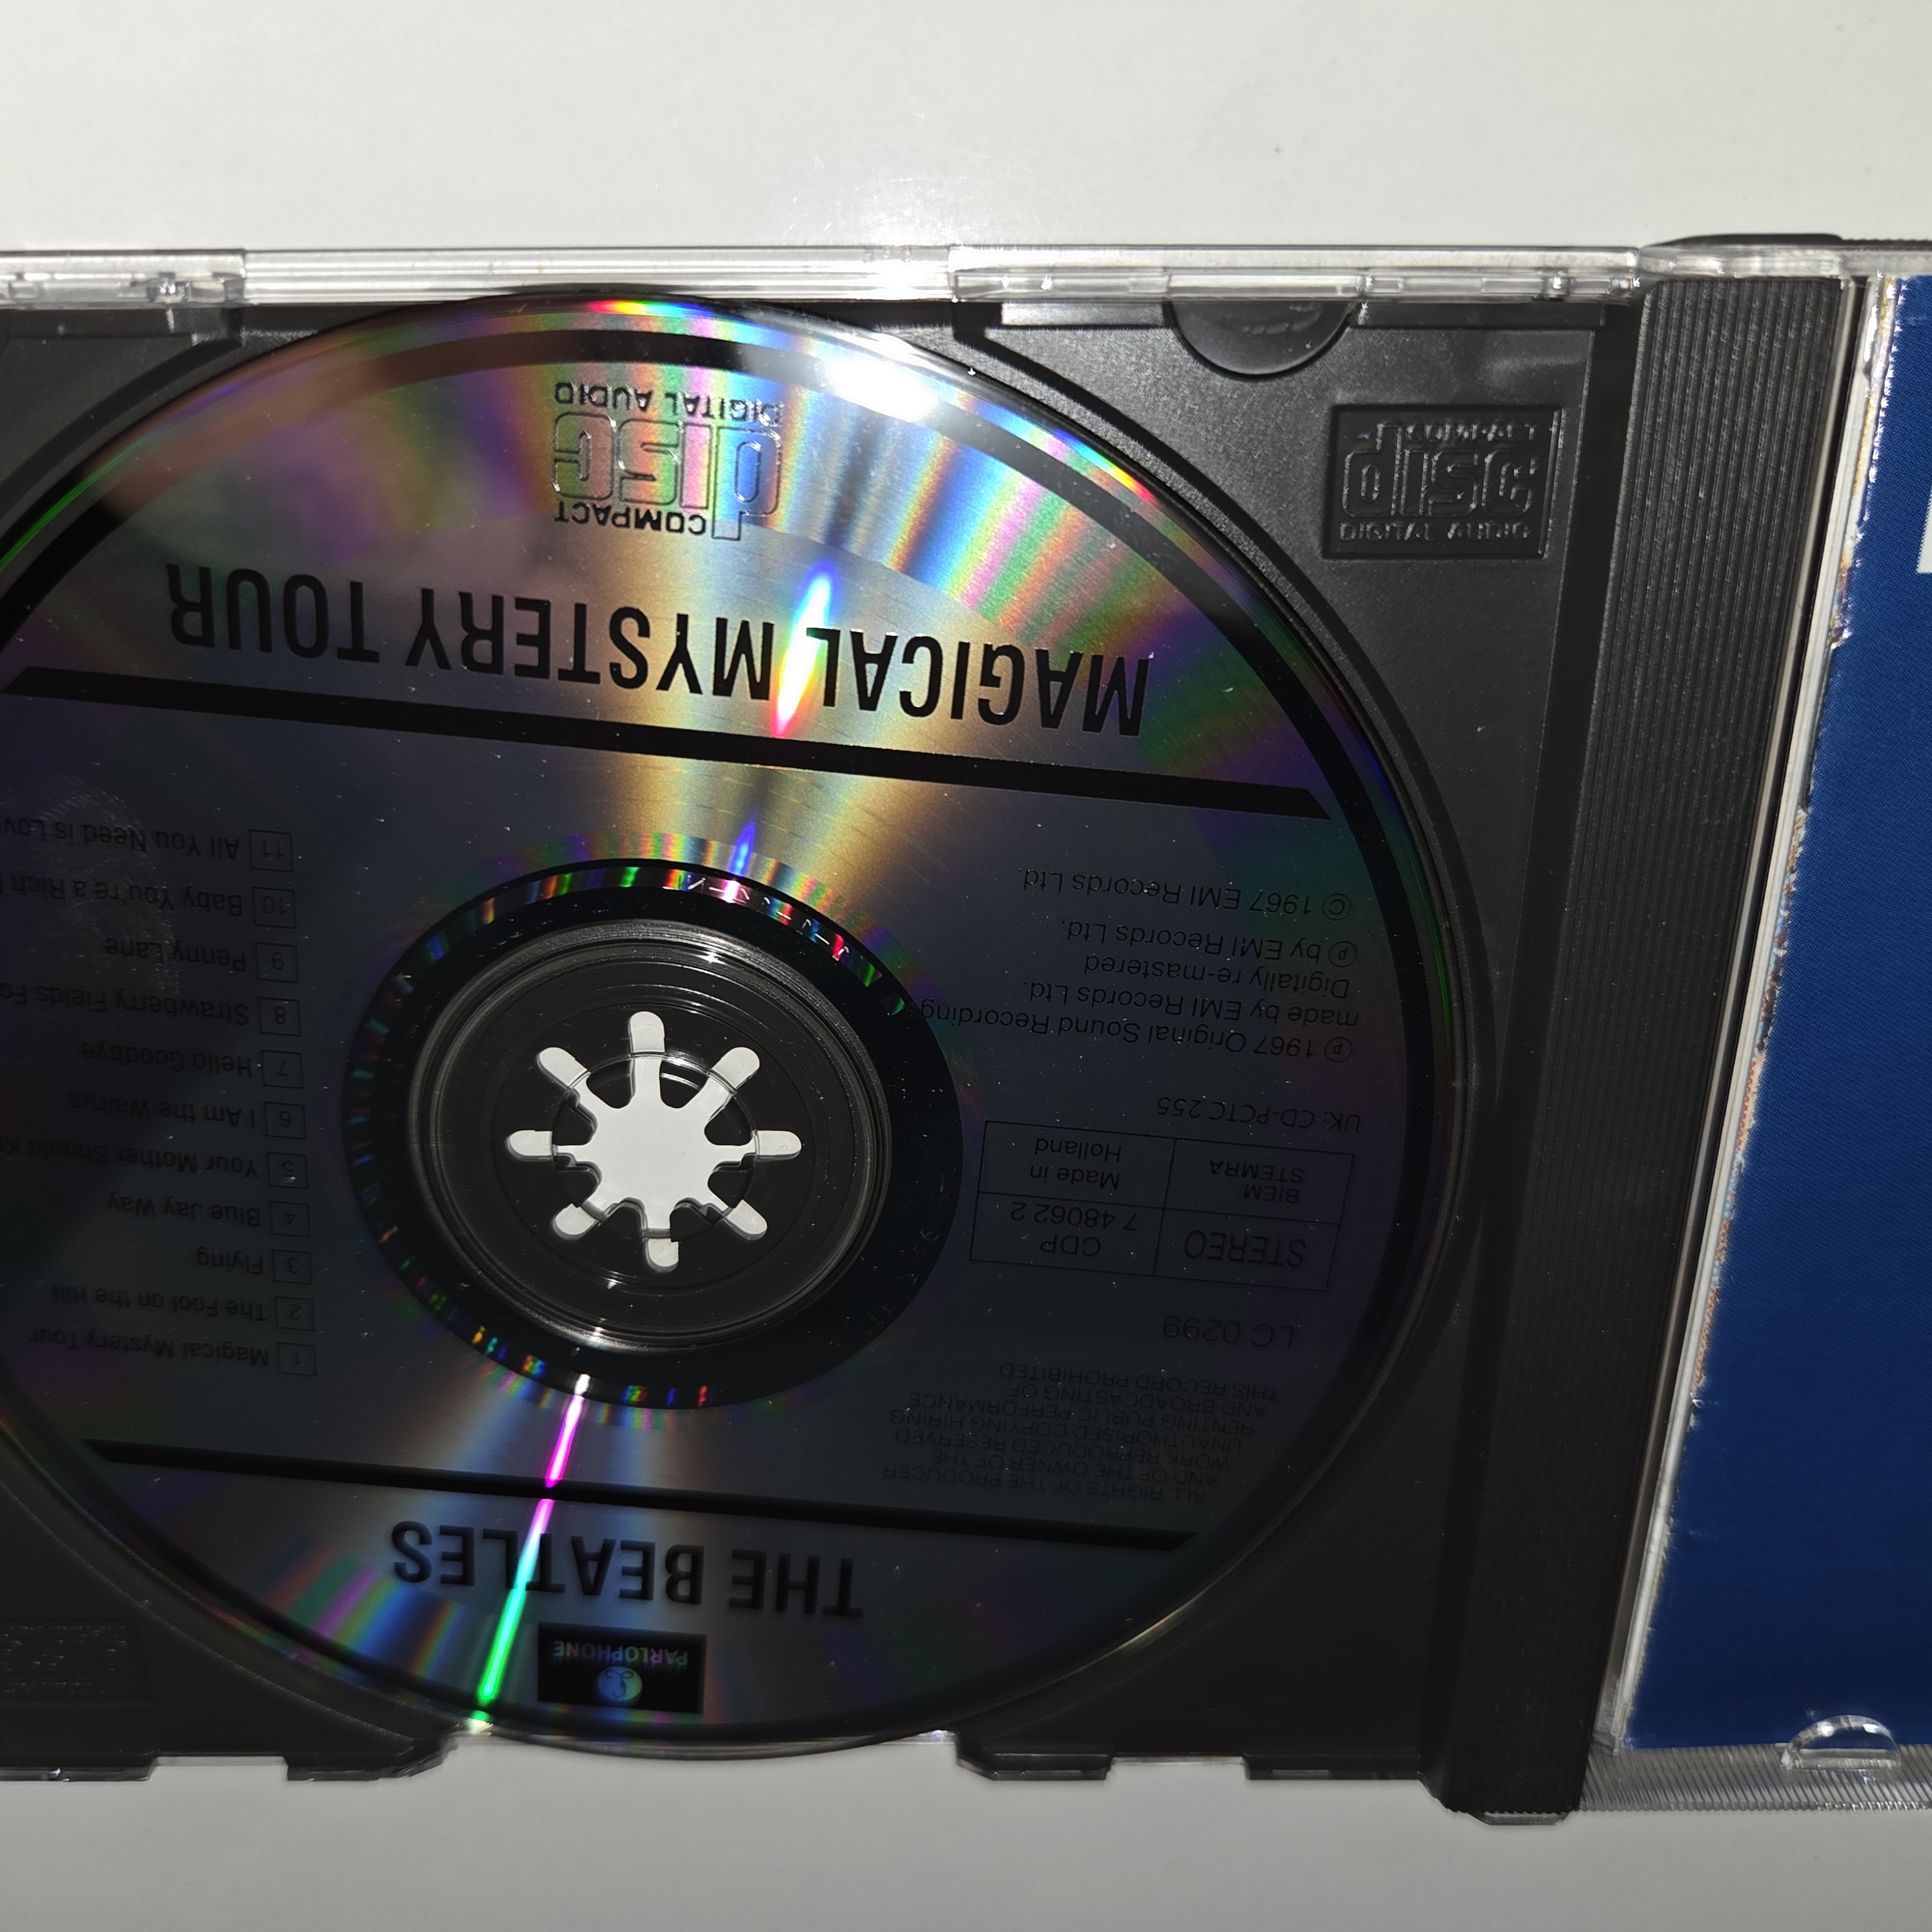 PARLOPHONE
THE BEATLES
ALL RIGHTS OF THE PRODUCER
AND OF THE OWNER OF THE
WORK REPRODUCED RESERVED
UNAUTHORISED COPYING HIRING
RENTING PUBLIC PERFORMANCE
AND BROADCASTING OF
THIS RECORD PROHIBITED
LC 0299
STEREO
CDP
7 48062 2
BIEM/
STEMRA
Made in
Holland
UK: CD-PCTC 255
℗ 1967 Original Sound Recordings
made by EMI Records Ltd.
Digitally re-mastered
℗ by EMI Records Ltd.
© 1967 EMI Records Ltd.
1 Magical Mystery Tour
2 The Fool on the Hill
3 Flying
4 Blue Jay Way
5 Your Mother Should
6 I Am the Walrus
7 Hello Goodbye
8 Strawberry Fields
9 Penny Lane
10 Baby You're a Rich
11 All You Need is
MAGICAL MYSTERY TOUR
COMPACT
disc
DIGITAL AUDIO
COMPACT
disc
DIGITAL AUDIO